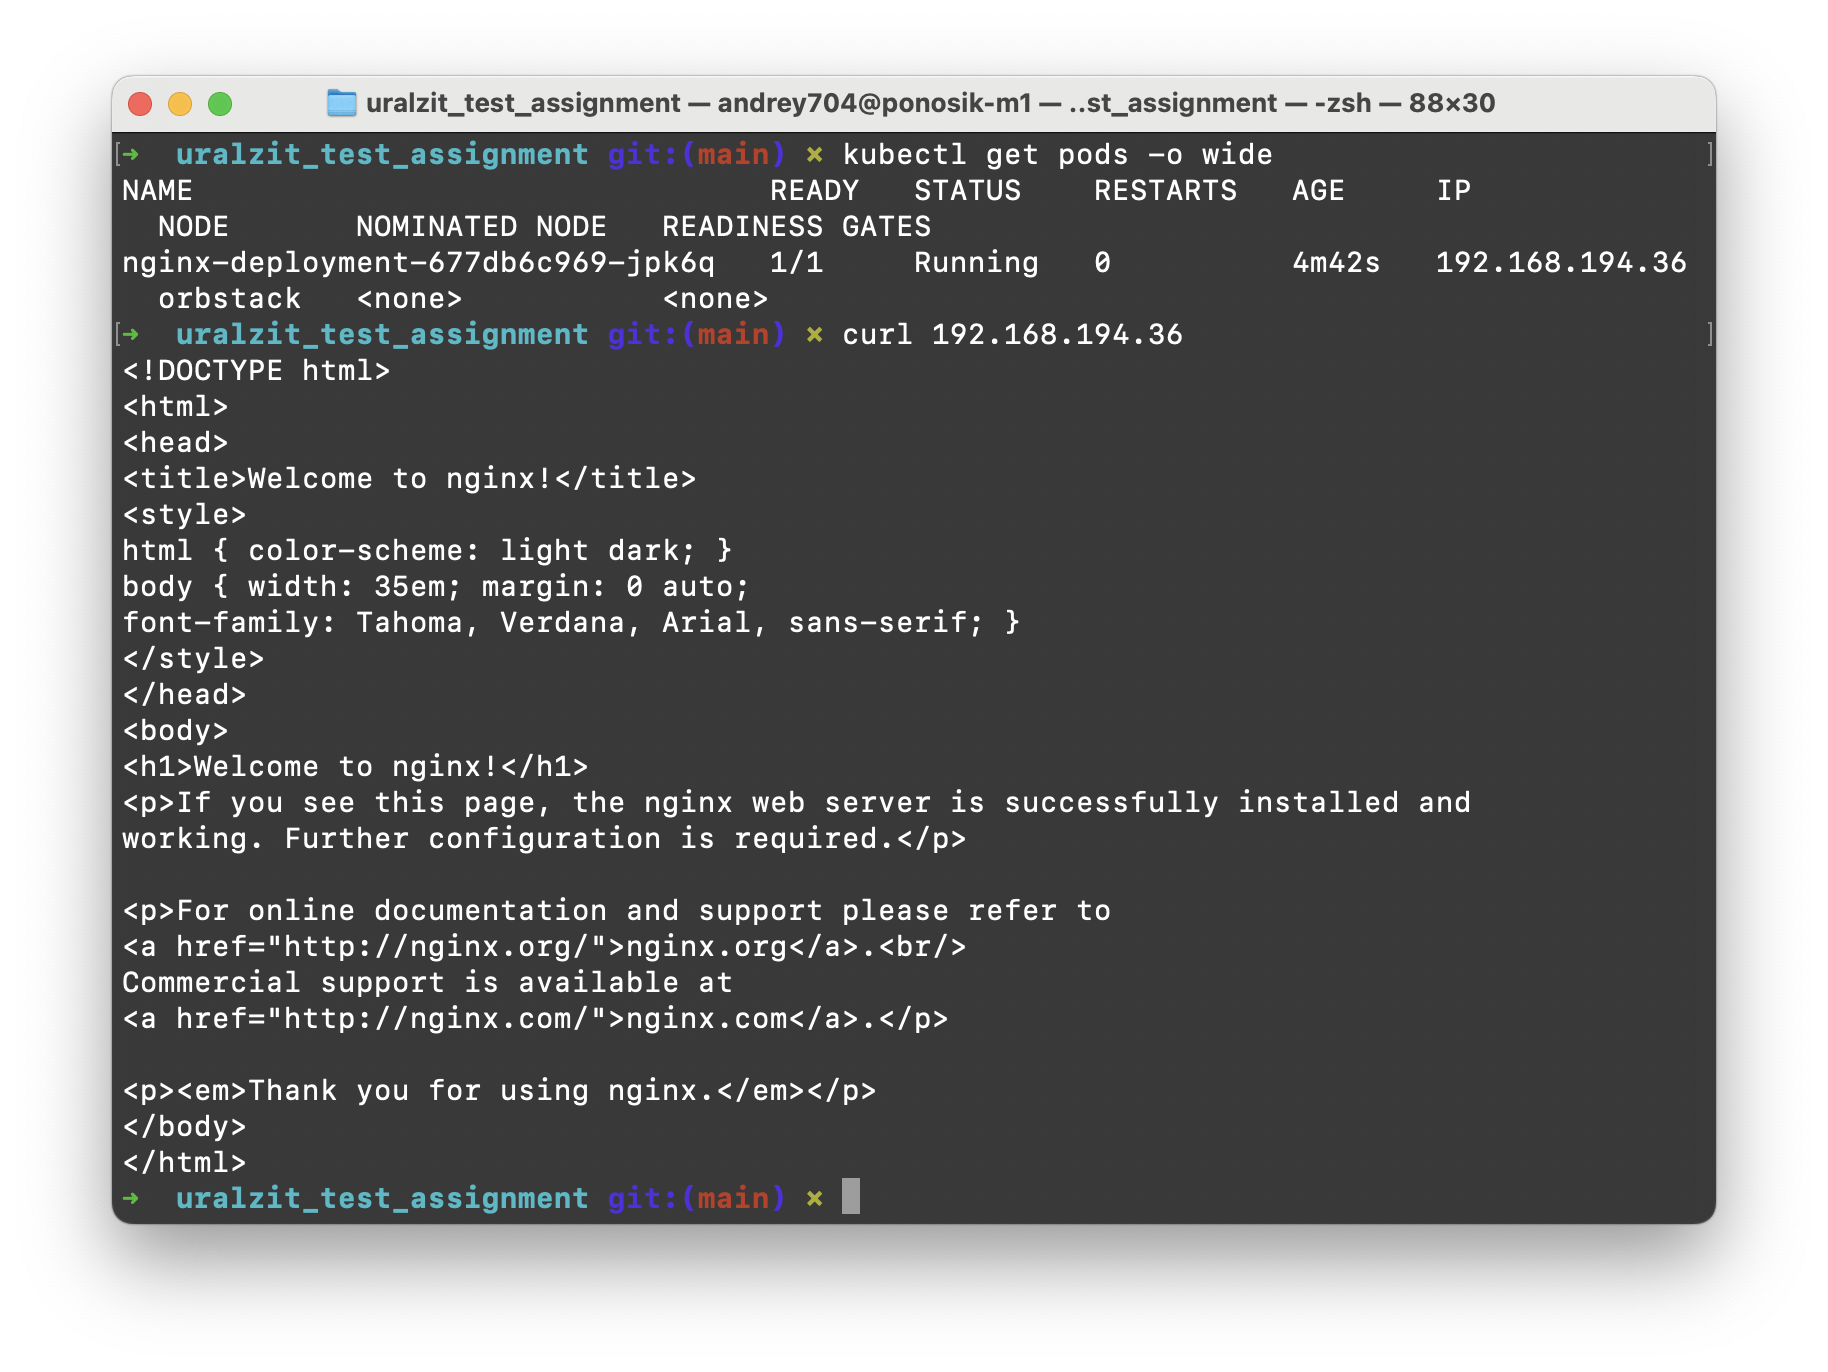 uralzit_test_assignment — andrey704@ponosik-m1 — ..st_assignment — -zsh — 88×30
[➜  uralzit_test_assignment git:(main) ✗ kubectl get pods -o wide ]
NAME                                READY   STATUS    RESTARTS   AGE     IP
  NODE       NOMINATED NODE   READINESS GATES
nginx-deployment-677db6c969-jpk6q   1/1     Running   0          4m42s   192.168.194.36
  orbstack   <none>           <none>
[➜  uralzit_test_assignment git:(main) ✗ curl 192.168.194.36 ]
<!DOCTYPE html>
<html>
<head>
<title>Welcome to nginx!</title>
<style>
html { color-scheme: light dark; }
body { width: 35em; margin: 0 auto;
font-family: Tahoma, Verdana, Arial, sans-serif; }
</style>
</head>
<body>
<h1>Welcome to nginx!</h1>
<p>If you see this page, the nginx web server is successfully installed and
working. Further configuration is required.</p>

<p>For online documentation and support please refer to
<a href="http://nginx.org/">nginx.org</a>.<br/>
Commercial support is available at
<a href="http://nginx.com/">nginx.com</a>.</p>

<p><em>Thank you for using nginx.</em></p>
</body>
</html>
➜  uralzit_test_assignment git:(main) ✗